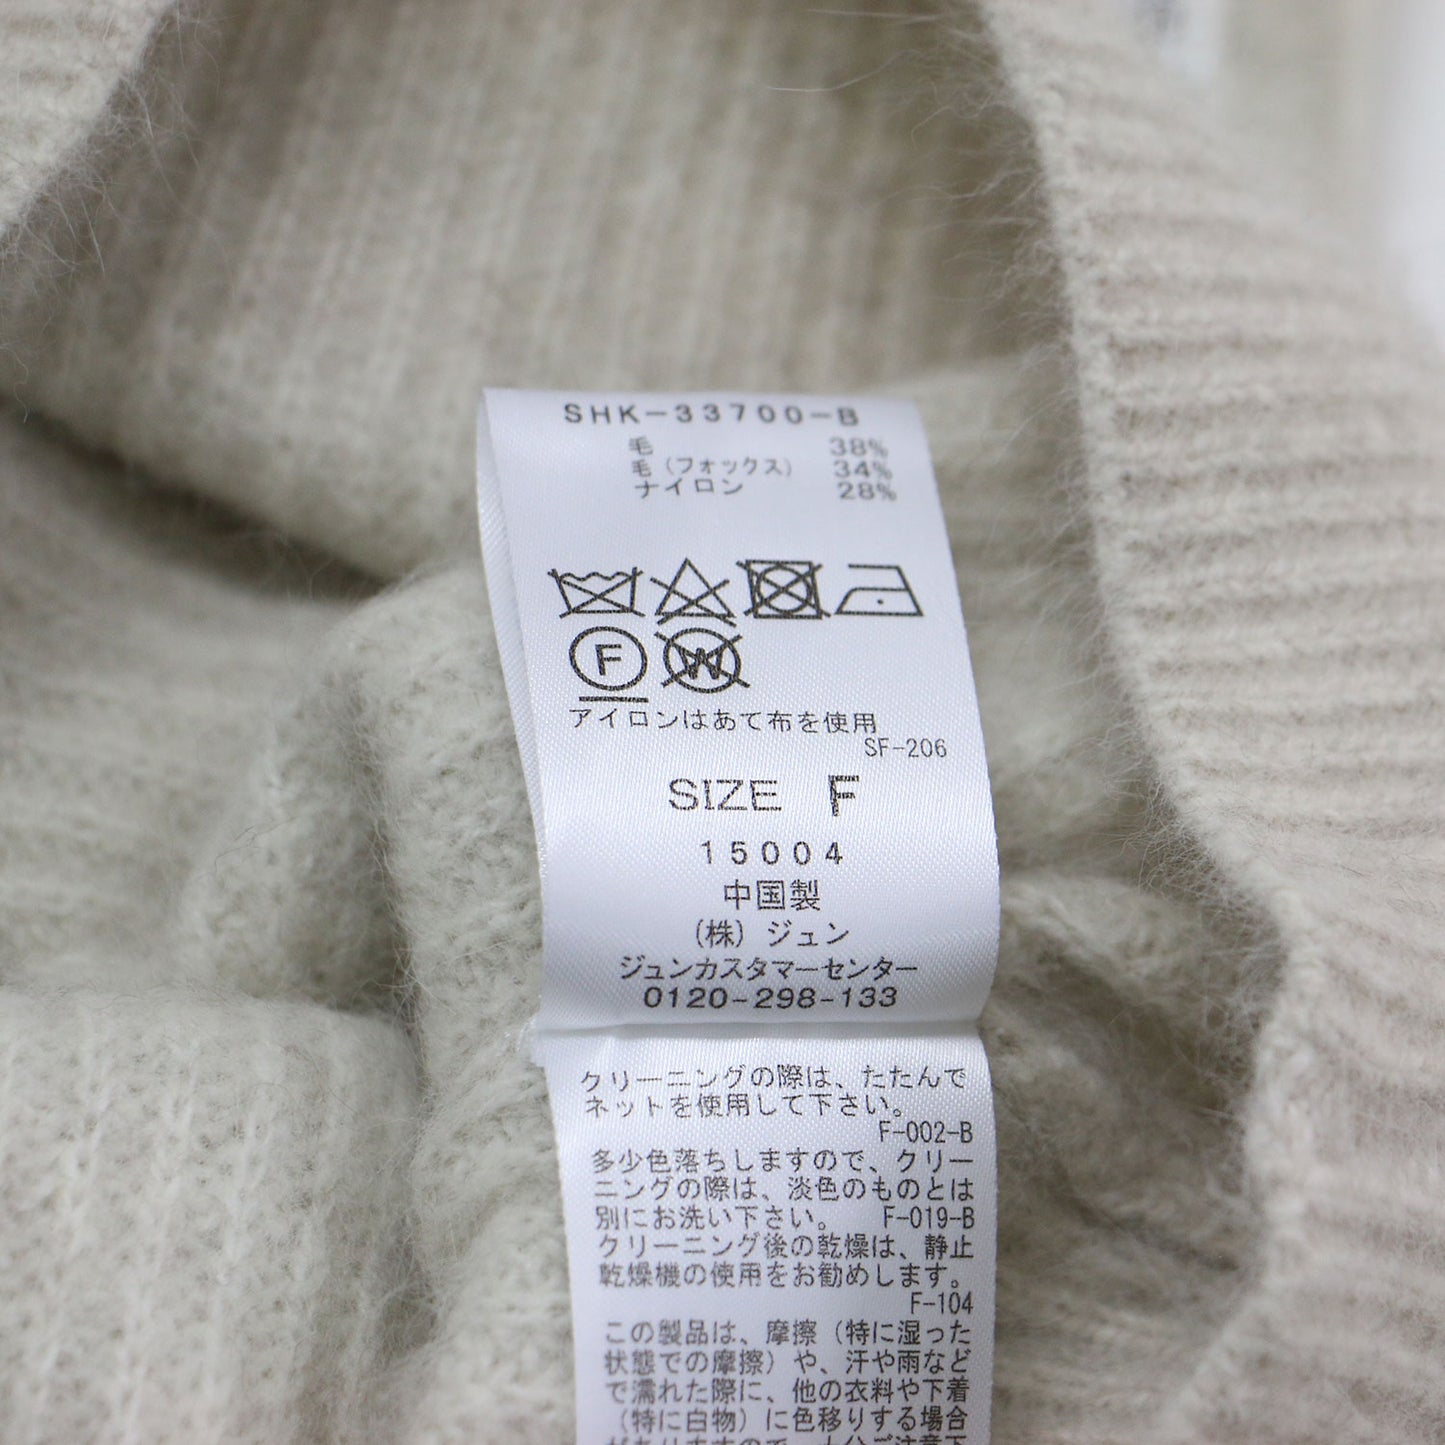 SHK-33700-B
毛 38%
毛(フォックス) 34%
ナイロン 28%
F W
アイロンはあて布を使用
SF-206
SIZE F
15004
中国製
(株)ジュン
ジュンカスタマーセンター
0120-298-133
クリーニングの際は、たたんで
ネットを使用して下さい。
F-002-B
多少色落ちしますので、クリー
ニングの際は、淡色のものとは
別にお洗い下さい。 F-019-B
クリーニング後の乾燥は、静止
乾燥機の使用をお勧めします。
F-104
この製品は、摩擦(特に湿った
状態での摩擦)や、汗や雨など
で濡れた際に、他の衣料や下着
(特に白物)に色移りする場合